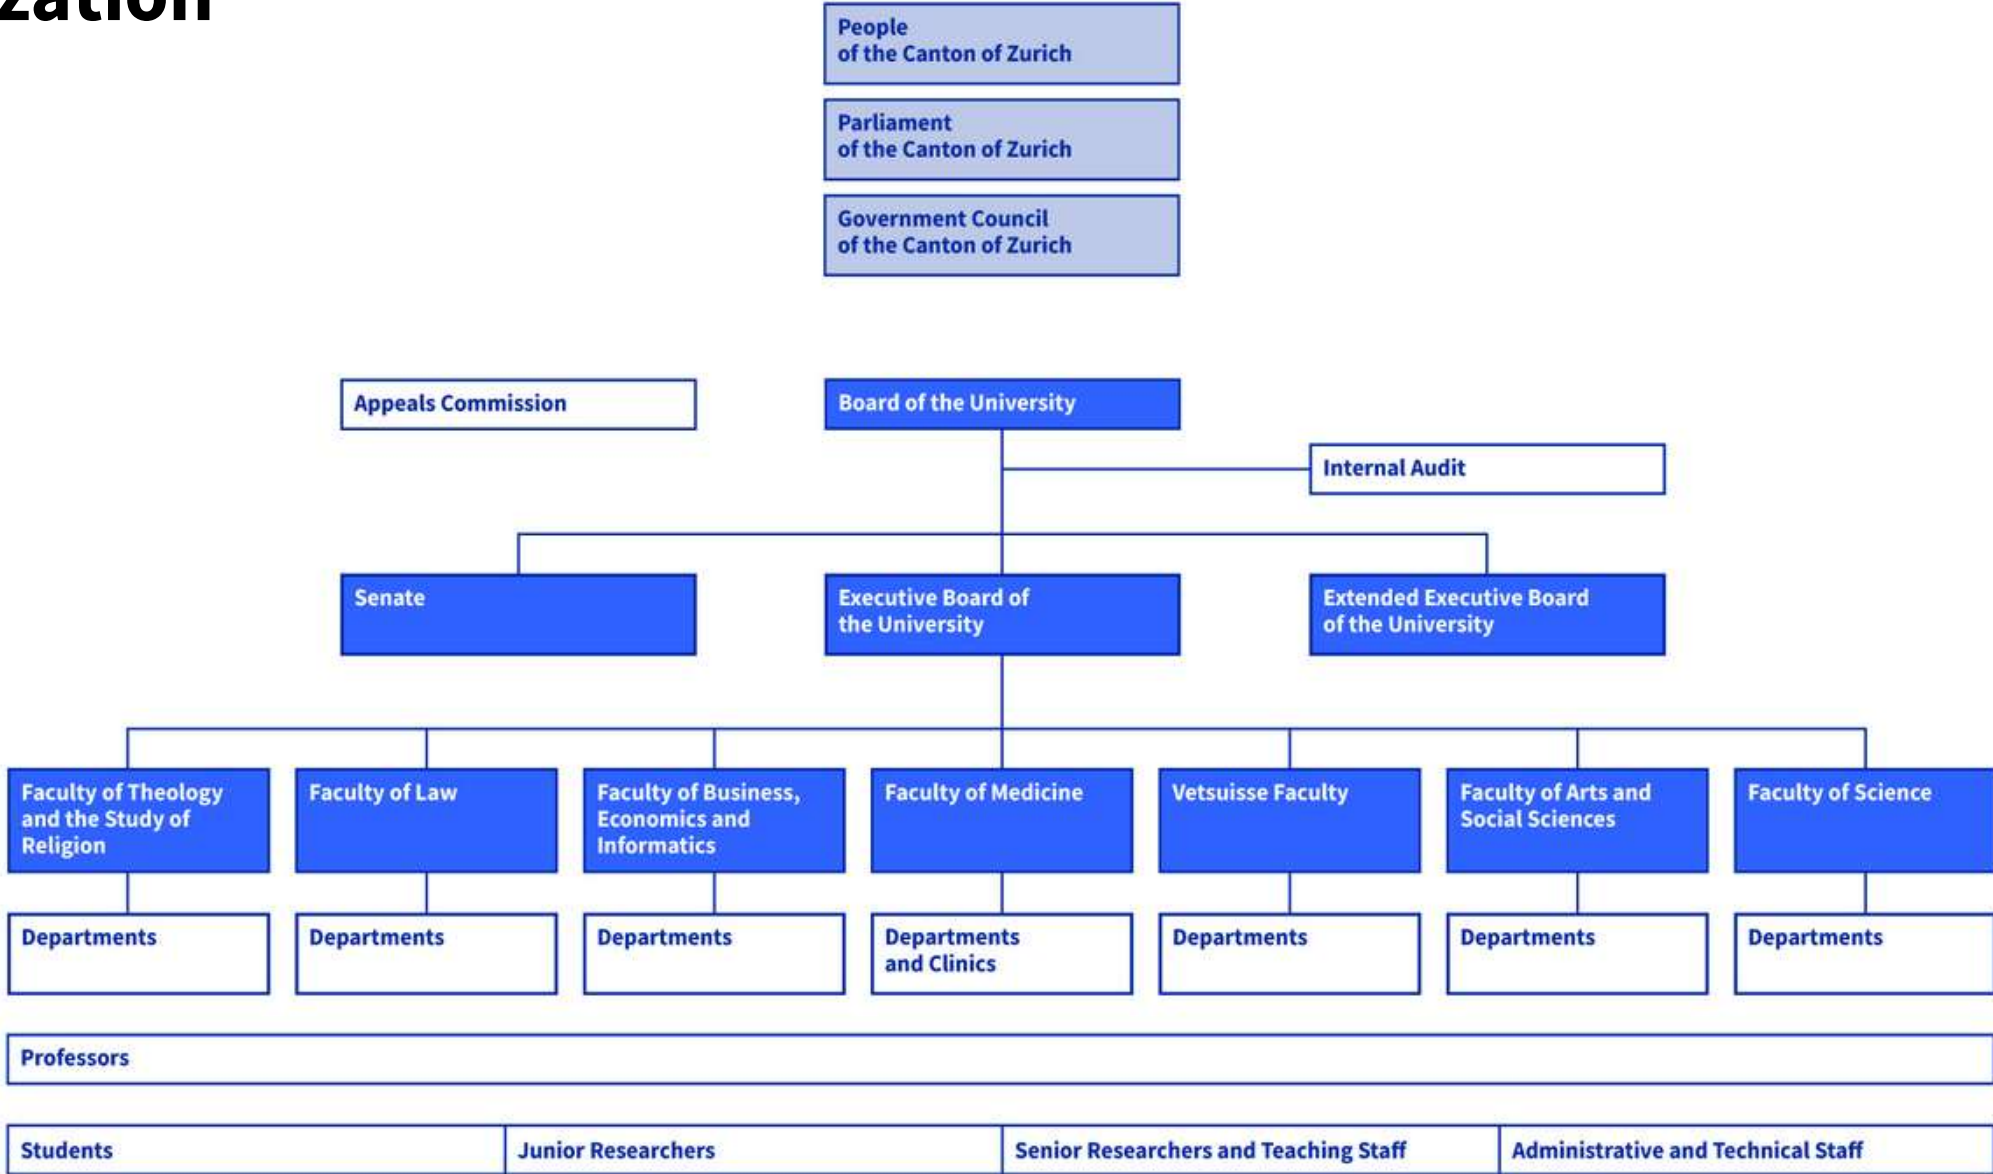 zation
People
of the Canton of Zurich
Parliament
of the Canton of Zurich
Government Council
of the Canton of Zurich
Appeals Commission
Board of the University
Internal Audit
Senate
Executive Board of
the University
Extended Executive Board
of the University
Faculty of Theology
and the Study of
Religion
Faculty of Law
Faculty of Business,
Economics and
Informatics
Faculty of Medicine
Vetsuisse Faculty
Faculty of Arts and
Social Sciences
Faculty of Science
Departments
Departments
Departments
Departments
and Clinics
Departments
Departments
Departments
Professors
Students
Junior Researchers
Senior Researchers and Teaching Staff
Administrative and Technical Staff